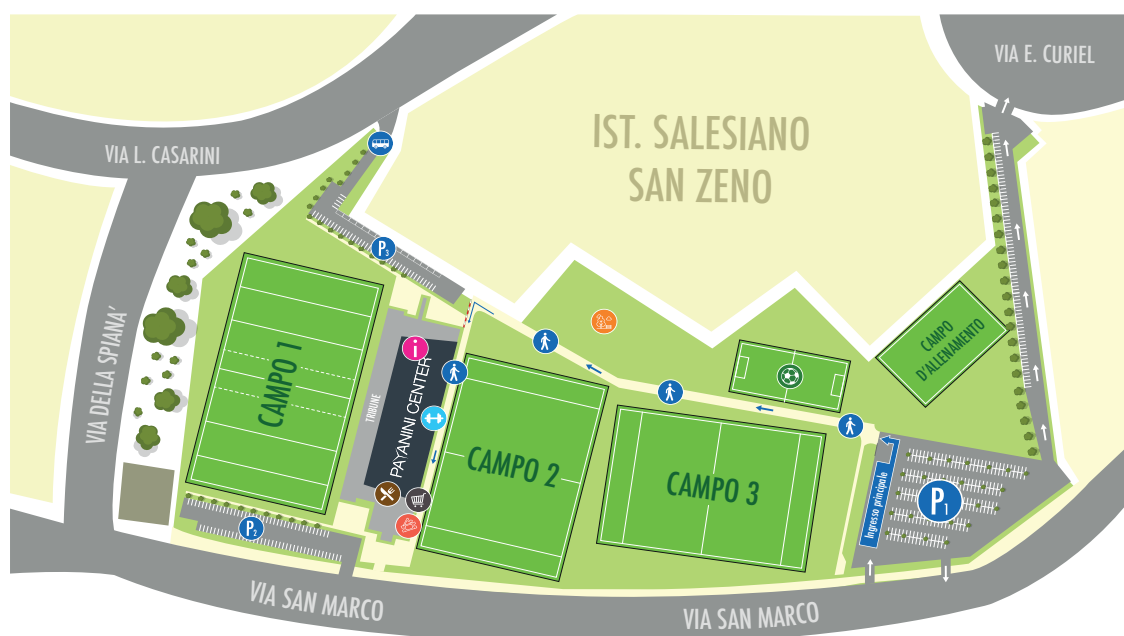 VIA E. CURIEL
IST. SALESIANO
SAN ZENO
VIA L. CASARINI
P3
VIA DELLA SPIANA'
CAMPO 1
TRIBUNE
i
PAYANINI CENTER
CAMPO
D'ALLENAMENTO
CAMPO 2
CAMPO 3
Ingresso principale
P1
P2
VIA SAN MARCO
VIA SAN MARCO